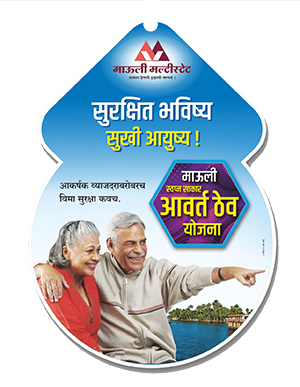 माऊली मल्टीस्टेट
सुरक्षित भविष्य
सुखी आयुष्य !
माऊली
स्वप्न साकार
आवर्त ठेव
योजना
आकर्षक व्याजदराबरोबरच
विमा सुरक्षा कवच.